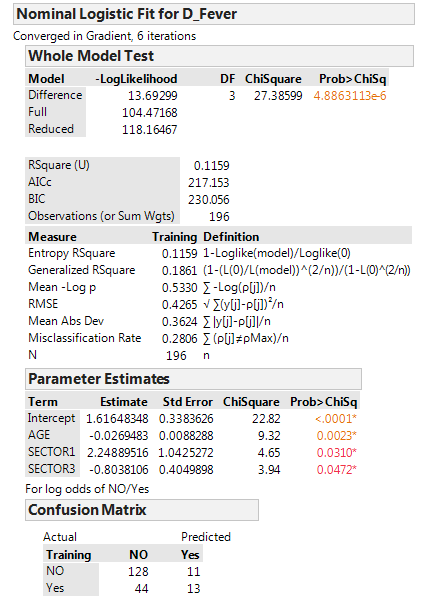 Nominal Logistic Fit for D_Fever
Converged in Gradient, 6 iterations
Whole Model Test
Model -LogLikelihood DF ChiSquare Prob>ChiSq
Difference 13.69299 3 27.38599 4.8863113e-6
Full 104.47168
Reduced 118.16467
RSquare (U) 0.1159
AICc 217.153
BIC 230.056
Observations (or Sum Wgts) 196
Measure Training Definition
Entropy RSquare 0.1159 1-Loglike(model)/Loglike(0)
Generalized RSquare 0.1861 (1-(L(0)/L(model))^(2/n))/(1-L(0)^(2/n))
Mean -Log p 0.5330 ∑ -Log(ρ[j])/n
RMSE 0.4265 √ ∑(y[j]-ρ[j])²/n
Mean Abs Dev 0.3624 ∑ |y[j]-ρ[j]|/n
Misclassification Rate 0.2806 ∑ (ρ[j]≠ρMax)/n
N 196 n
Parameter Estimates
Term Estimate Std Error ChiSquare Prob>ChiSq
Intercept 1.61648348 0.3383626 22.82 <.0001*
AGE -0.0269483 0.0088288 9.32 0.0023*
SECTOR1 2.24889516 1.0425272 4.65 0.0310*
SECTOR3 -0.8038106 0.4049898 3.94 0.0472*
For log odds of NO/Yes
Confusion Matrix
Actual Predicted
Training NO Yes
NO 128 11
Yes 44 13